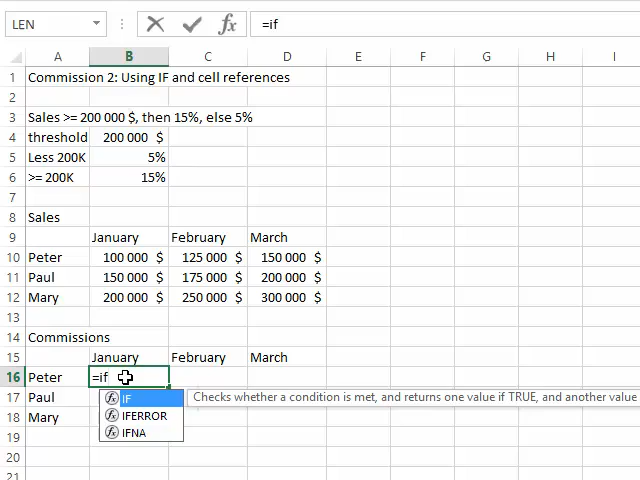 LEN =if
A B C D E F G H I
1 Commission 2: Using IF and cell references
2
3 Sales >= 200 000 $, then 15%, else 5%
4 threshold 200 000 $
5 Less 200K 5%
6 >= 200K 15%
7
8 Sales
9 January February March
10 Peter 100 000 $ 125 000 $ 150 000 $
11 Paul 150 000 $ 175 000 $ 200 000 $
12 Mary 200 000 $ 250 000 $ 300 000 $
13
14 Commissions
15 January February March
16 Peter =if
17 Paul IF Checks whether a condition is met, and returns one value if TRUE, and another value
18 Mary IFERROR
19 IFNA
20
21